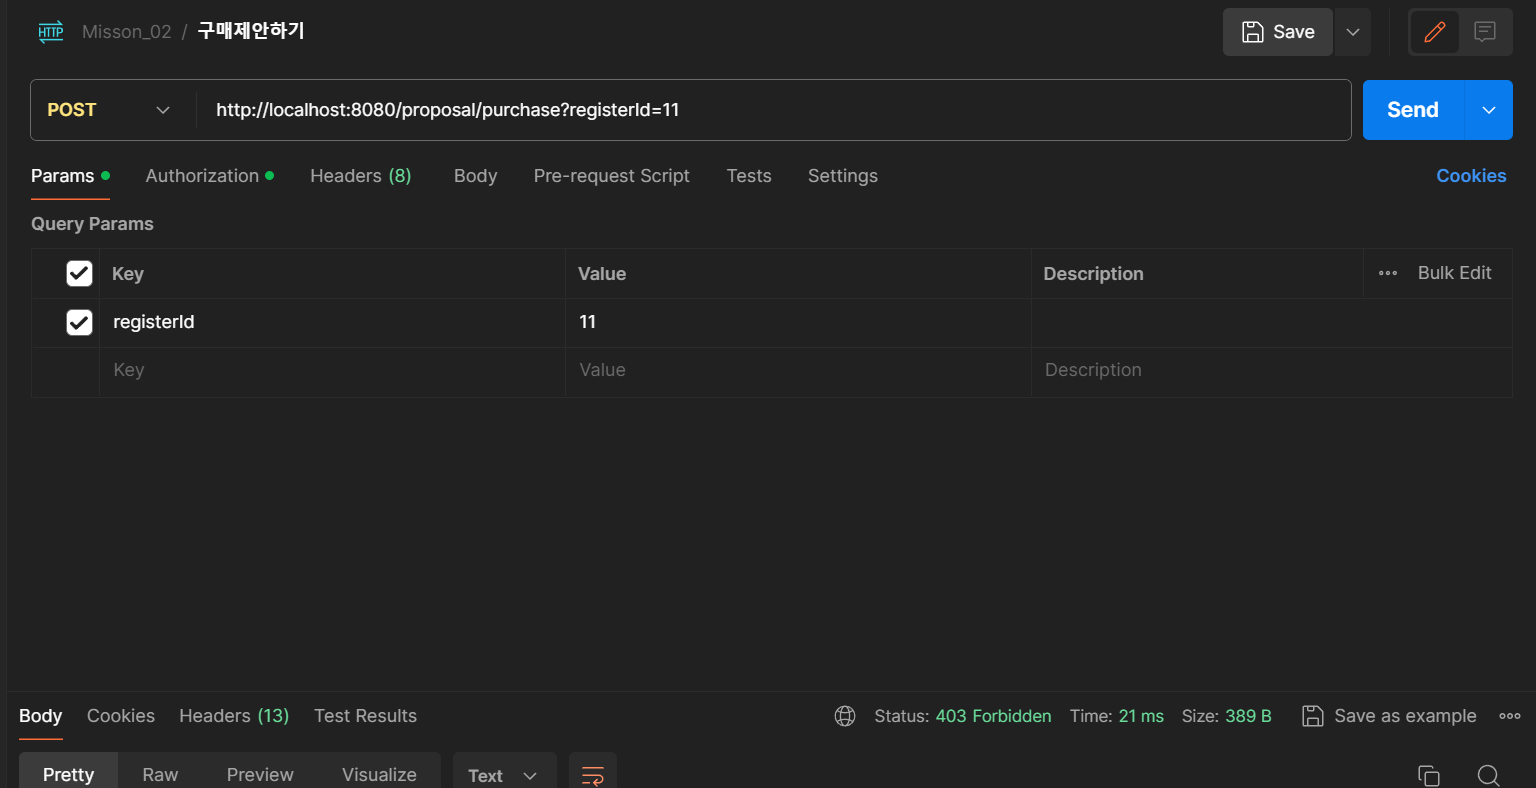 HTTP Misson_02 / 구매제안하기 Save
POST http://localhost:8080/proposal/purchase?registerId=11 Send
Params Authorization Headers (8) Body Pre-request Script Tests Settings Cookies
Query Params
Key Value Description Bulk Edit
registerId 11
Key Value Description
Body Cookies Headers (13) Test Results Status: 403 Forbidden Time: 21 ms Size: 389 B Save as example
Pretty Raw Preview Visualize Text